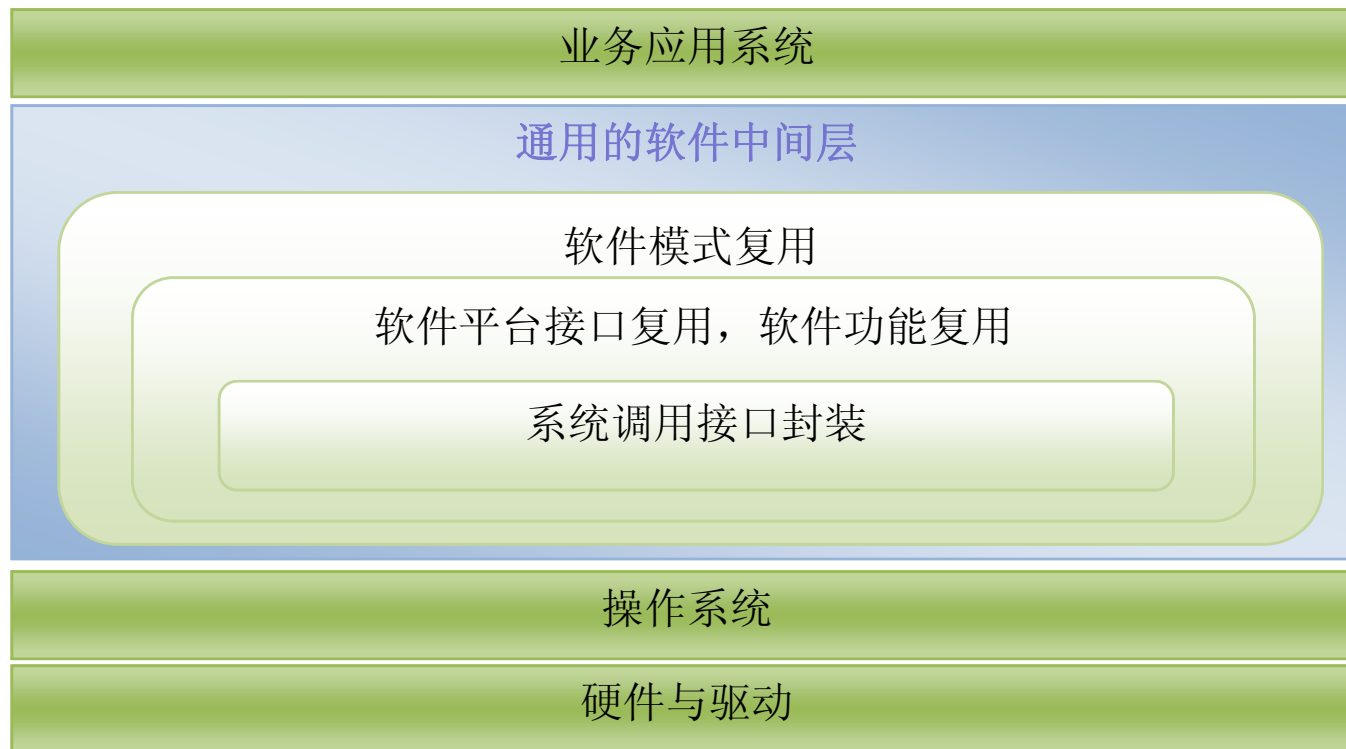 业务应用系统
通用的软件中间层
软件模式复用
软件平台接口复用，软件功能复用
系统调用接口封装
操作系统
硬件与驱动